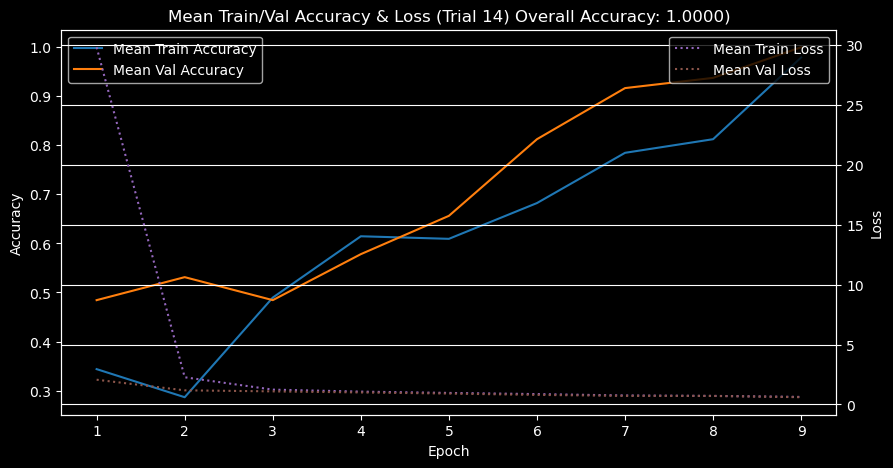 Mean Train/Val Accuracy & Loss (Trial 14) Overall Accuracy: 1.0000)
Mean Train Accuracy
Mean Val Accuracy
Mean Train Loss
Mean Val Loss
1.0
0.9
0.8
0.7
0.6
0.5
0.4
0.3
Accuracy
30
25
20
15
10
5
0
Loss
1 2 3 4 5 6 7 8 9
Epoch